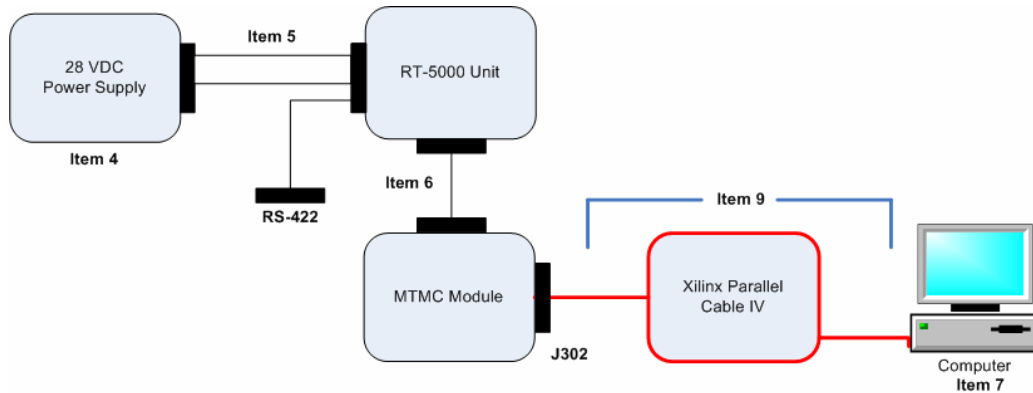 Item 5
28 VDC
Power Supply
RT-5000 Unit
Item 4
Item 6
RS-422
Item 9
MTMC Module
Xilinx Parallel
Cable IV
J302
Computer
Item 7